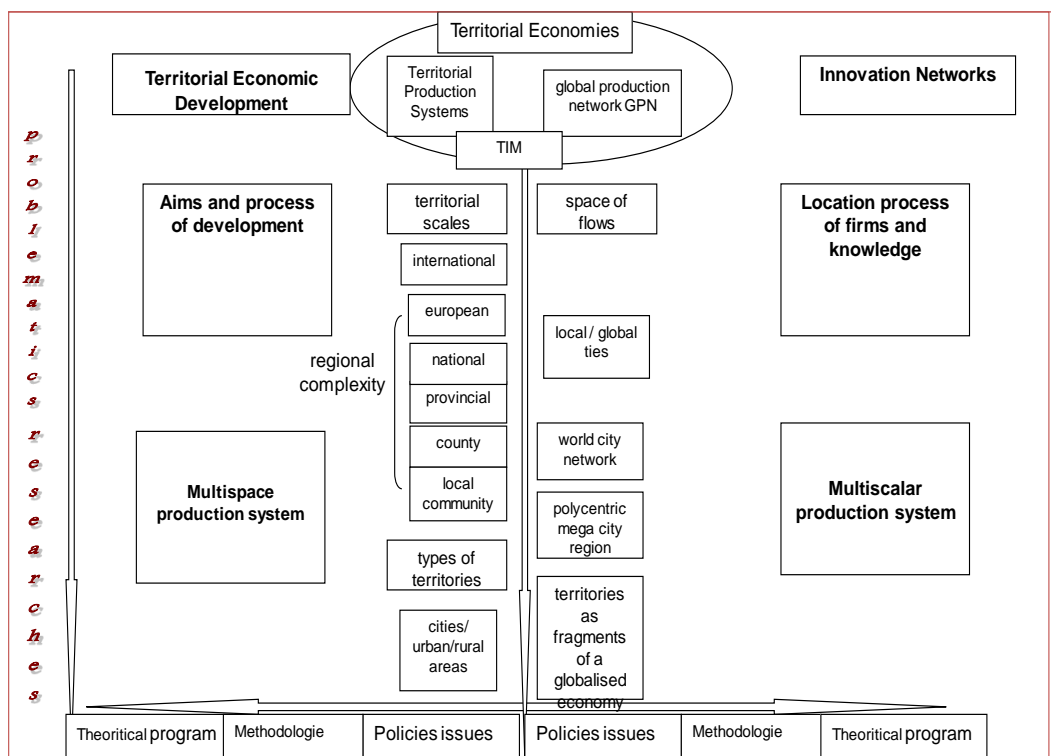 Territorial Economies
Territorial Economic
Development
Territorial
Production
Systems
global production
network GPN
Innovation Networks
TIM
problematics researches
Aims and process
of development
territorial
scales
space of
flows
Location process
of firms and
knowledge
international
european
local / global
ties
regional
complexity
national
provincial
county
world city
network
local
community
Multispace
production system
polycentric
mega city
region
Multiscalar
production system
types of
territories
territories
as
fragments
of a
globalised
economy
cities/
urban/rural
areas
Theoritical program
Methodologie
Policies issues
Policies issues
Methodologie
Theoritical program